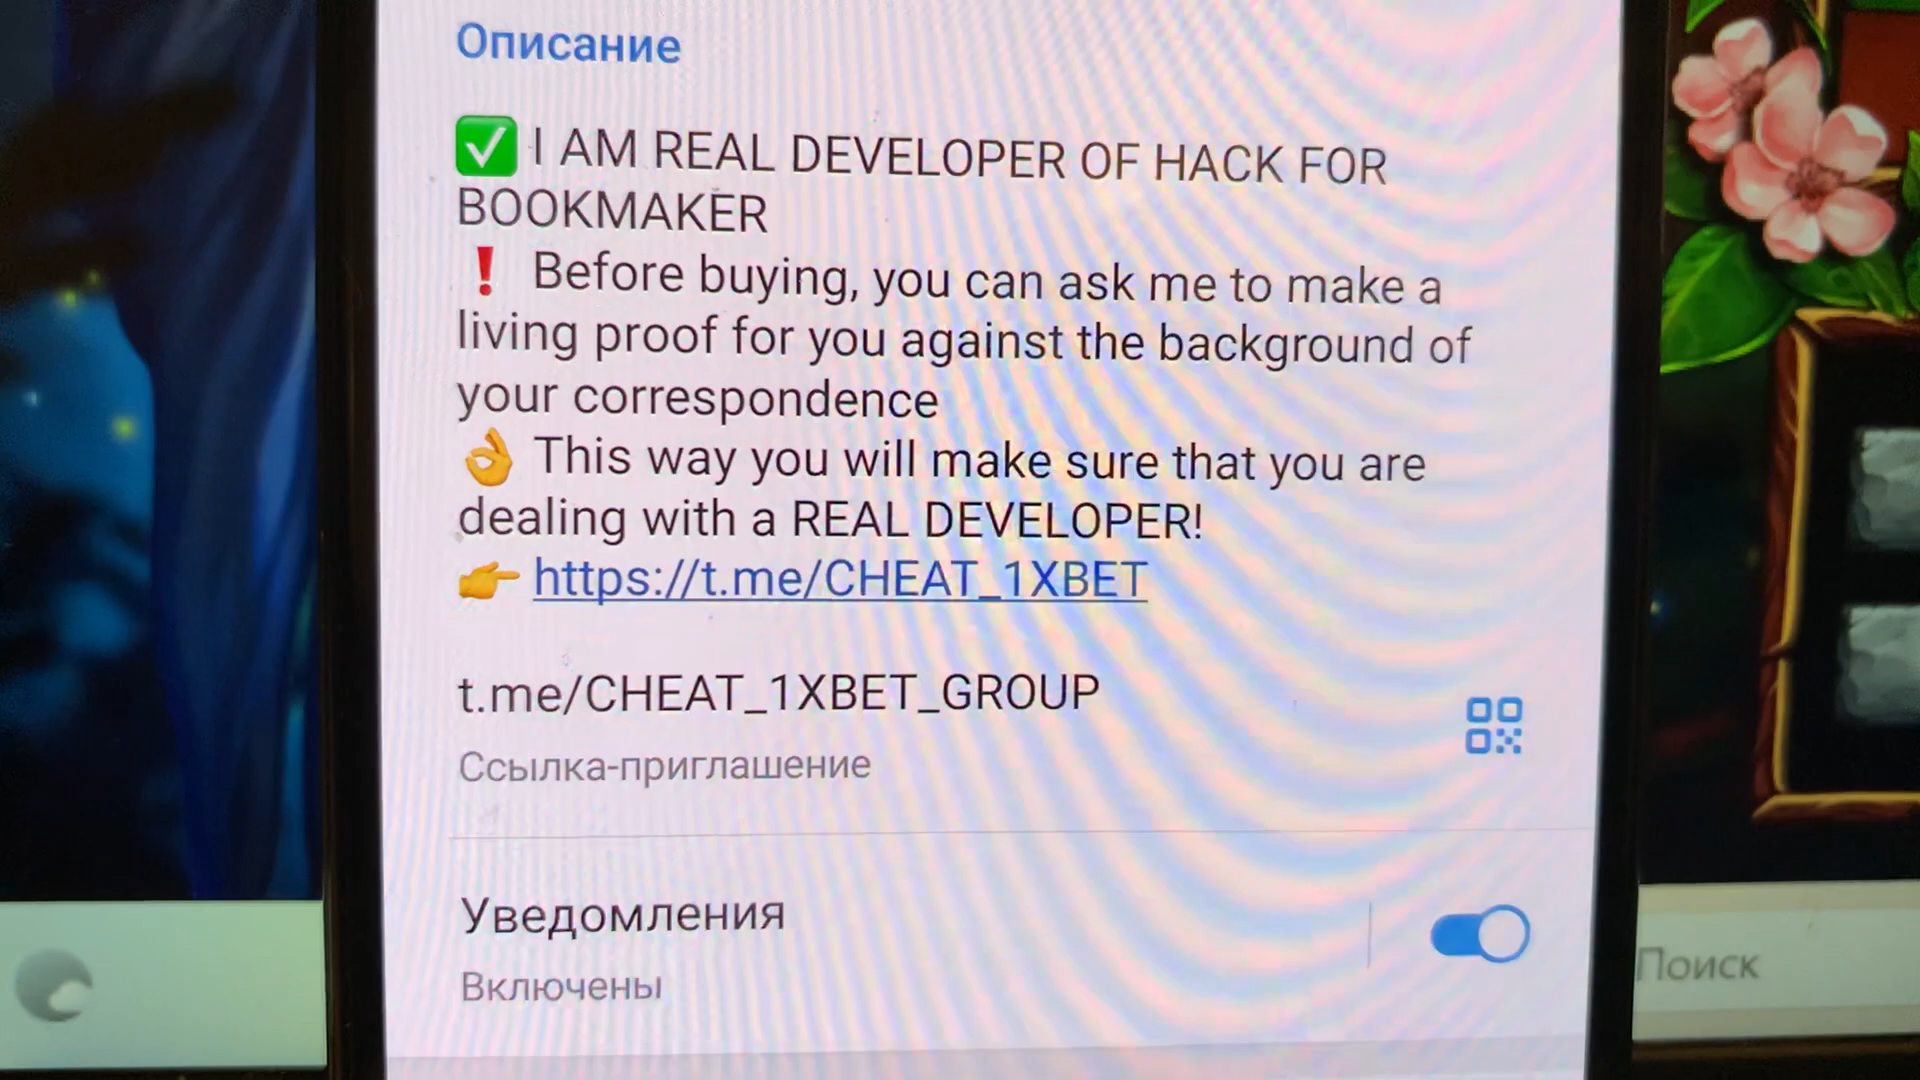 Описание
✅ I AM REAL DEVELOPER OF HACK FOR
BOOKMAKER
❗ Before buying, you can ask me to make a
living proof for you against the background of
your correspondence
👌 This way you will make sure that you are
dealing with a REAL DEVELOPER!
👉 https://t.me/CHEAT_1XBET
t.me/CHEAT_1XBET_GROUP
Ссылка-приглашение
Уведомления
Включены
Поиск